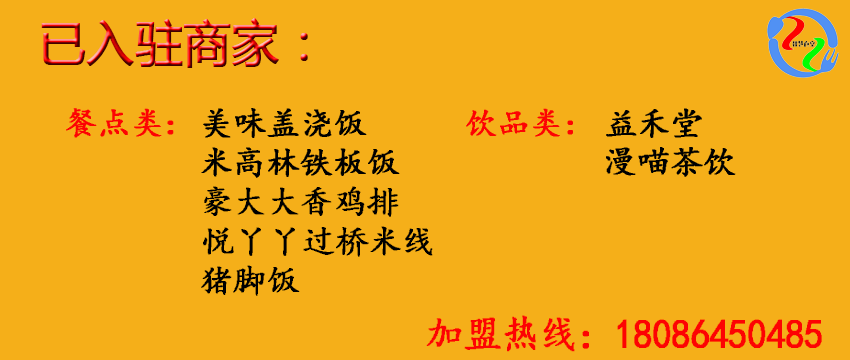 已入驻商家：
餐点类： 美味盖浇饭
米高林铁板饭
豪大大香鸡排
悦丫丫过桥米线
猪脚饭
饮品类： 益禾堂
漫喵茶饮
加盟热线：18086450485